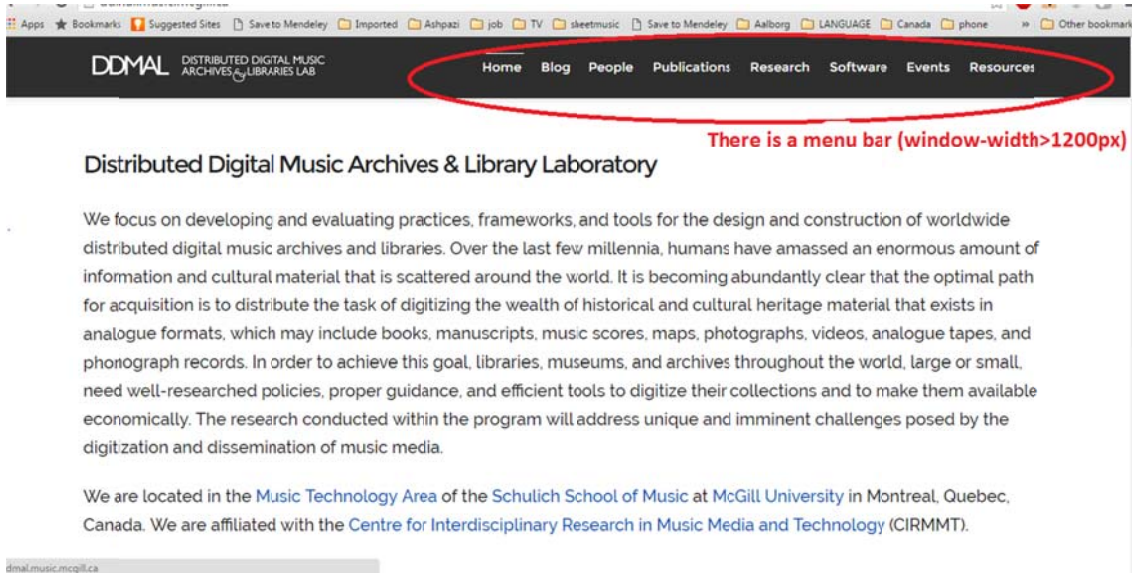 Apps Bookmarks Suggested Sites Save to Mendeley Imported Ashpazi job TV skeetmusic Save to Mendeley Aalborg LANGUAGE Canada phone » Other bookmark
DDMAL DISTRIBUTED DIGITAL MUSIC
ARCHIVES & LIBRARIES LAB
Home Blog People Publications Research Software Events Resources
There is a menu bar (window-width>1200px)
Distributed Digital Music Archives & Library Laboratory
We focus on developing and evaluating practices, frameworks, and tools for the design and construction of worldwide
distributed digital music archives and libraries. Over the last few millennia, humans have amassed an enormous amount of
information and cultural material that is scattered around the world. It is becoming abundantly clear that the optimal path
for acquisition is to distribute the task of digitizing the wealth of historical and cultural heritage material that exists in
analogue formats, which may include books, manuscripts, music scores, maps, photographs, videos, analogue tapes, and
phonograph records. In order to achieve this goal, libraries, museums, and archives throughout the world, large or small,
need well-researched policies, proper guidance, and efficient tools to digitize their collections and to make them available
economically. The research conducted within the program will address unique and imminent challenges posed by the
digitization and dissemination of music media.
We are located in the Music Technology Area of the Schulich School of Music at McGill University in Montreal, Quebec,
Canada. We are affiliated with the Centre for Interdisciplinary Research in Music Media and Technology (CIRMMT).
dmal.music.mcgill.ca